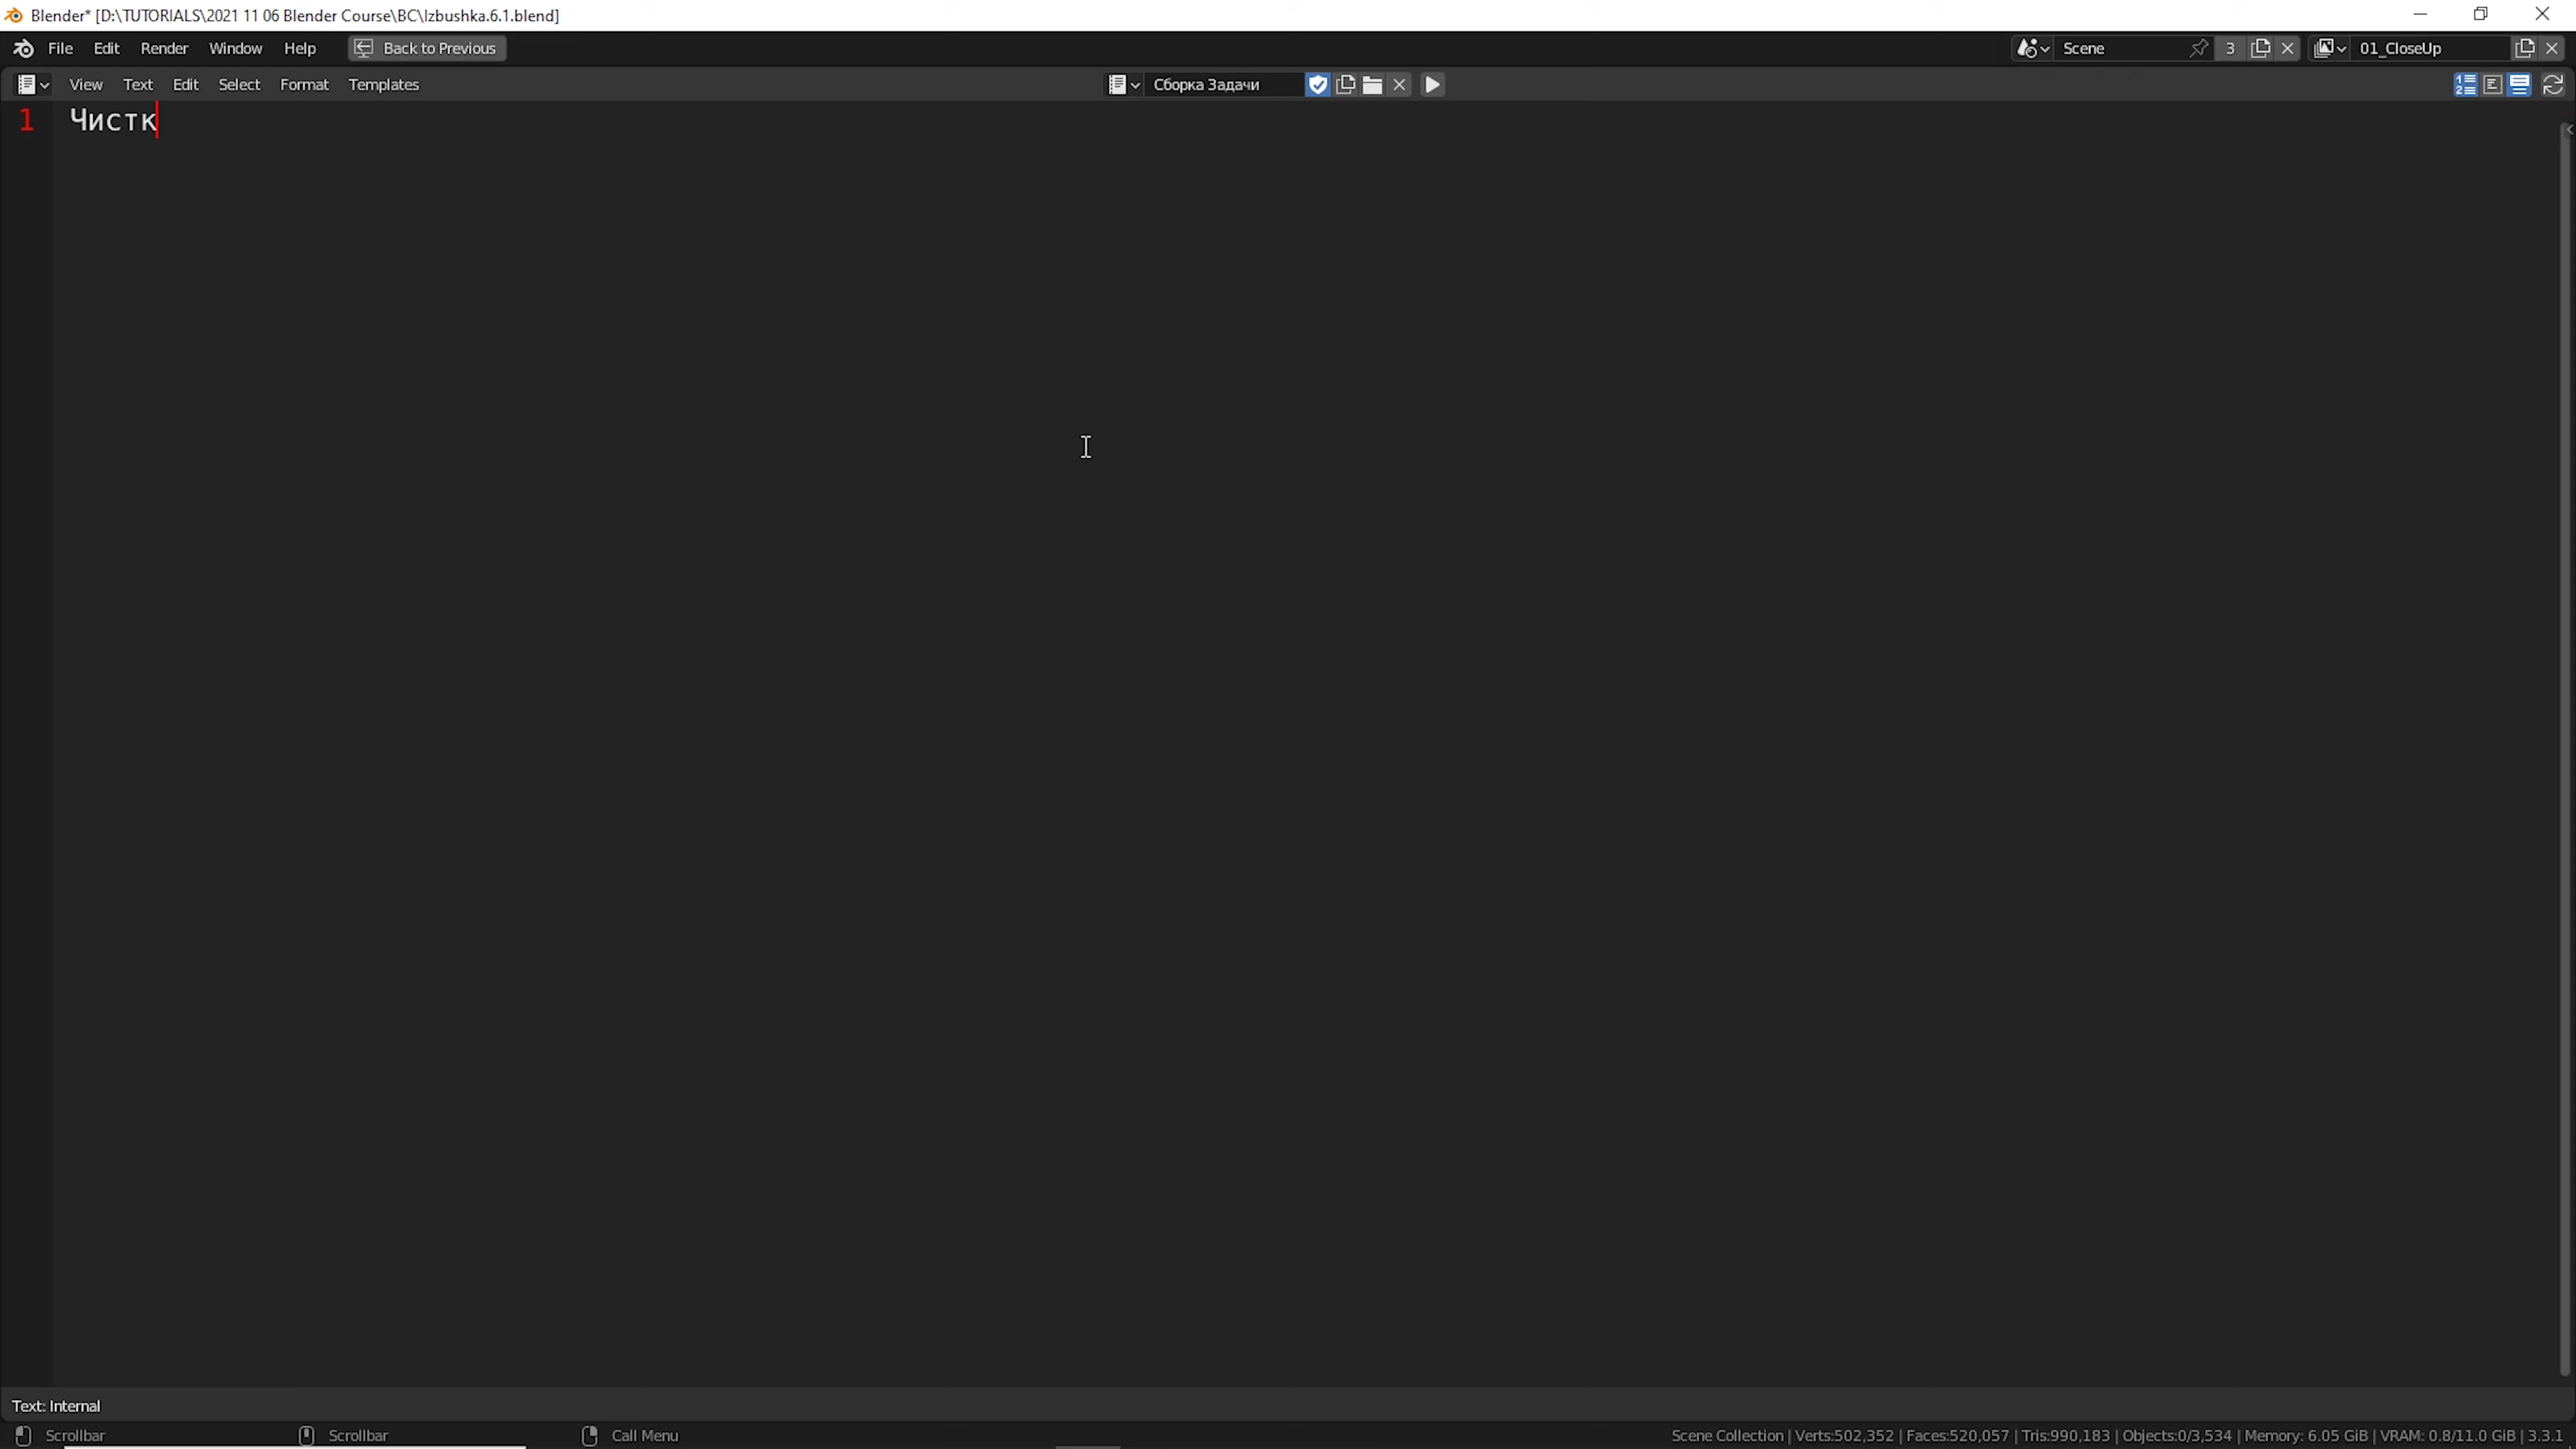 Blender* [D:\TUTORIALS\2021 11 06 Blender Course\BC\Izbushka.6.1.blend]
File Edit Render Window Help Back to Previous Scene 3 01_CloseUp
View Text Edit Select Format Templates Сборка Задачи
1 Чистк
Text: Internal
Scrollbar Scrollbar Call Menu Scene Collection | Verts:502,352 | Faces:520,057 | Tris:990,183 | Objects:0/3,534 | Memory: 6.05 GiB | VRAM: 0.8/11.0 GiB | 3.3.1